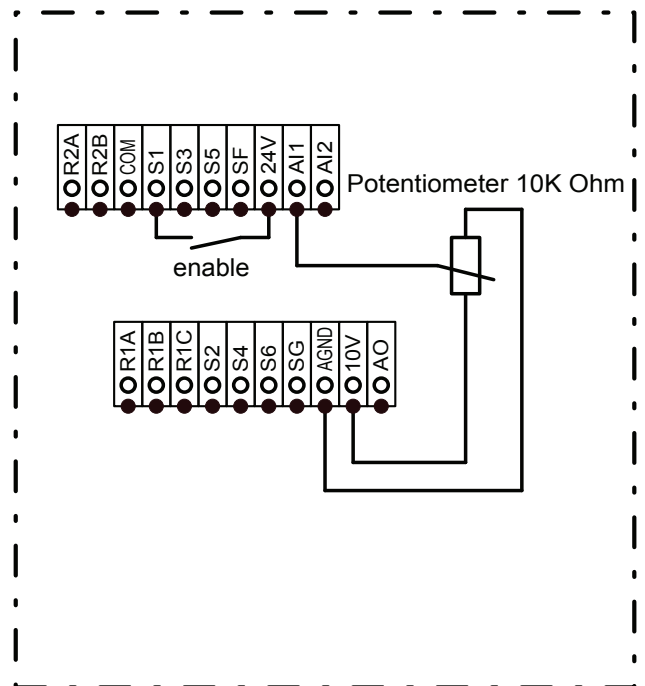 R2A R2B COM S1 S3 S5 SF 24V AI1 AI2
Potentiometer 10K Ohm
enable
R1A R1B R1C S2 S4 S6 SG AGND 10V AO